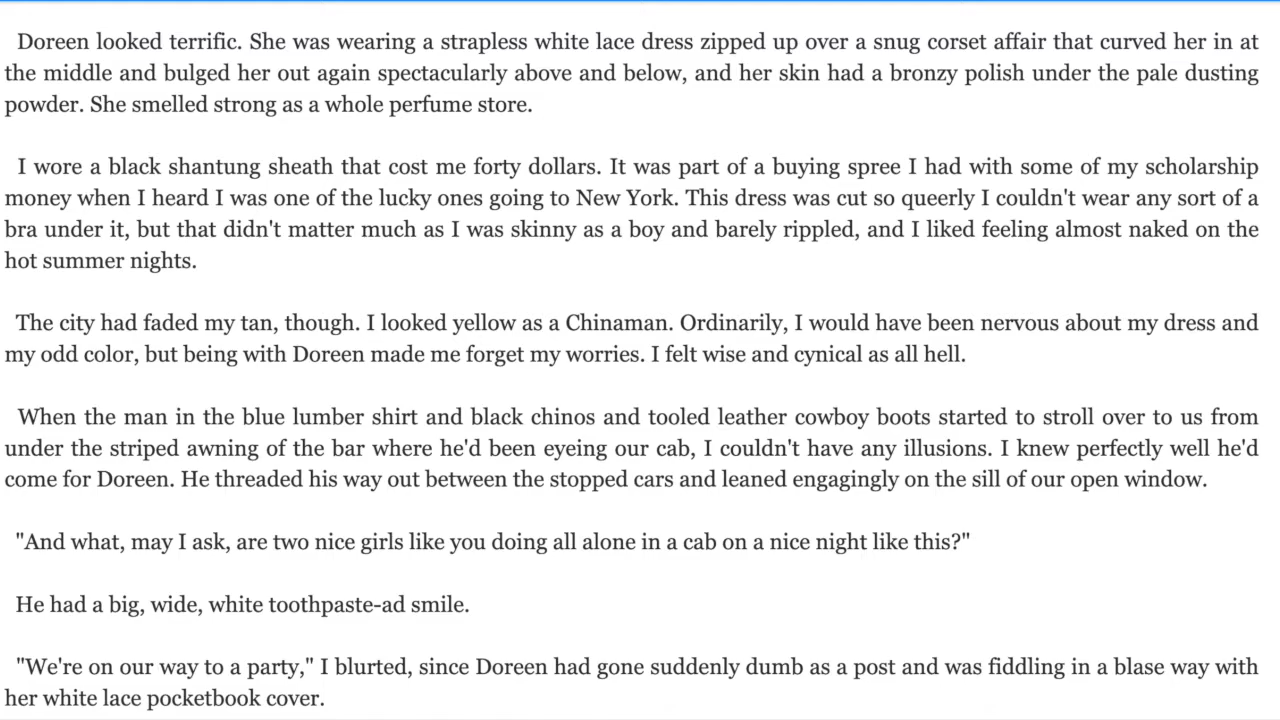 Doreen looked terrific. She was wearing a strapless white lace dress zipped up over a snug corset affair that curved her in at
the middle and bulged her out again spectacularly above and below, and her skin had a bronzy polish under the pale dusting
powder. She smelled strong as a whole perfume store.
I wore a black shantung sheath that cost me forty dollars. It was part of a buying spree I had with some of my scholarship
money when I heard I was one of the lucky ones going to New York. This dress was cut so queerly I couldn't wear any sort of a
bra under it, but that didn't matter much as I was skinny as a boy and barely rippled, and I liked feeling almost naked on the
hot summer nights.
The city had faded my tan, though. I looked yellow as a Chinaman. Ordinarily, I would have been nervous about my dress and
my odd color, but being with Doreen made me forget my worries. I felt wise and cynical as all hell.
When the man in the blue lumber shirt and black chinos and tooled leather cowboy boots started to stroll over to us from
under the striped awning of the bar where he'd been eyeing our cab, I couldn't have any illusions. I knew perfectly well he'd
come for Doreen. He threaded his way out between the stopped cars and leaned engagingly on the sill of our open window.
"And what, may I ask, are two nice girls like you doing all alone in a cab on a nice night like this?"
He had a big, wide, white toothpaste-ad smile.
"We're on our way to a party," I blurted, since Doreen had gone suddenly dumb as a post and was fiddling in a blase way with
her white lace pocketbook cover.